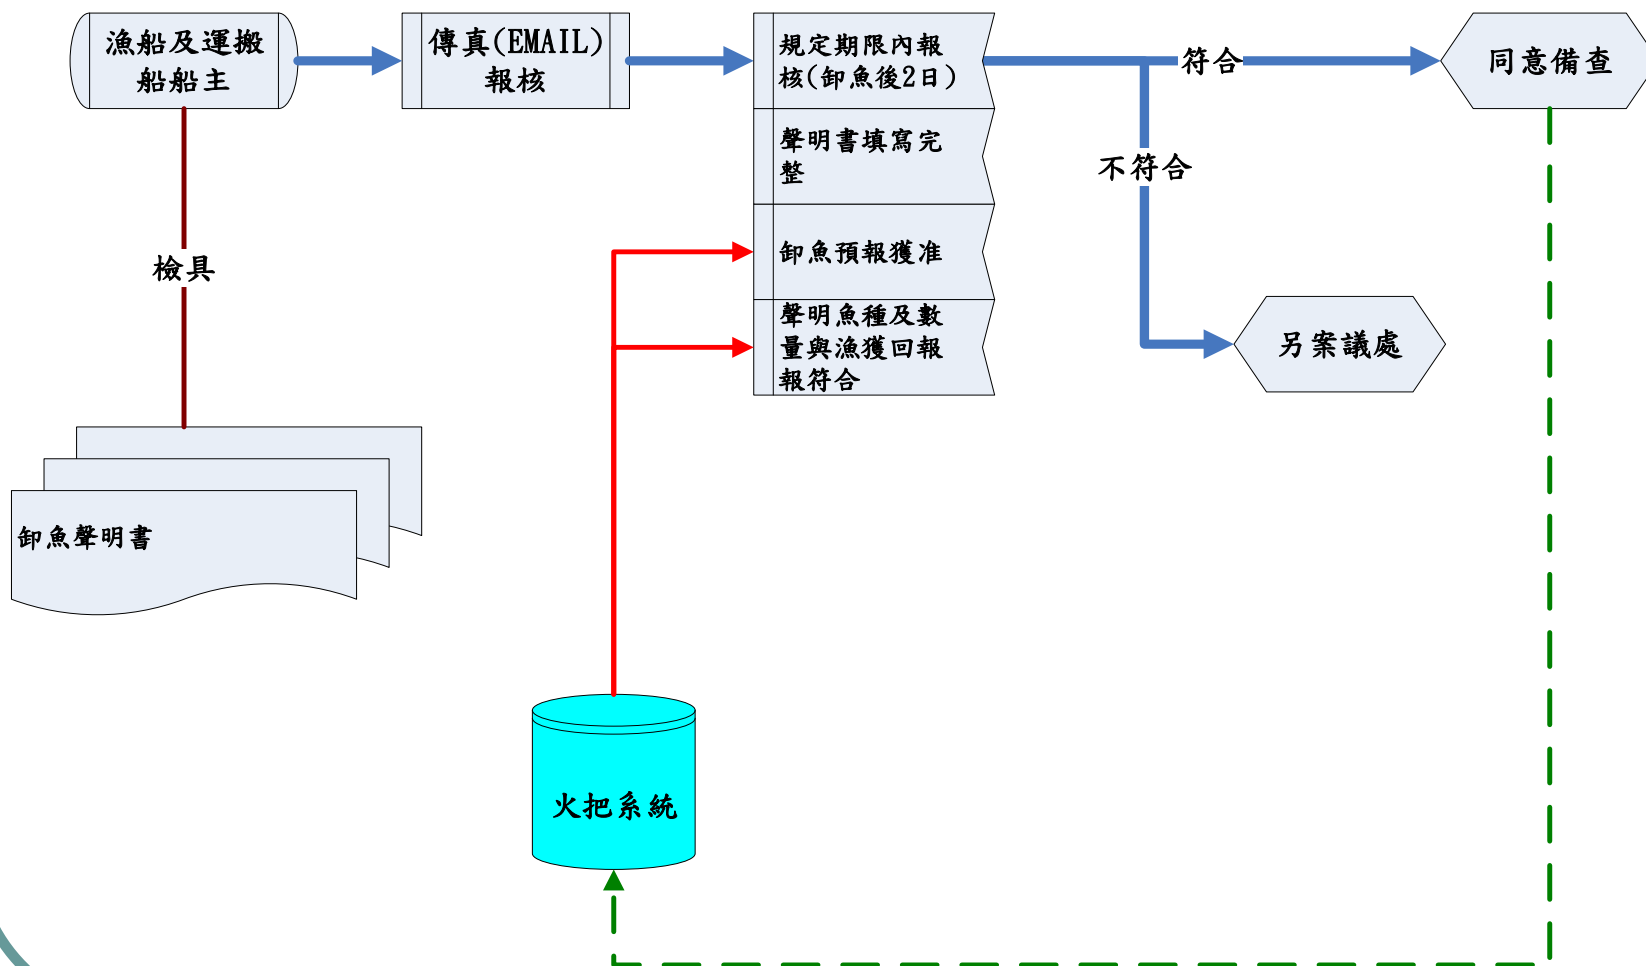 漁船及運搬
船船主
傳真(EMAIL)
報核
規定期限內報
核(卸魚後2日)
符合
同意備查
聲明書填寫完
整
不符合
卸魚預報獲准
檢具
聲明魚種及數
量與漁獲回報
報符合
另案議處
卸魚聲明書
火把系統